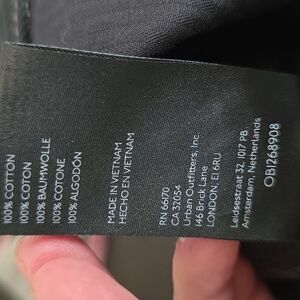 100% COTTON
100% COTON
100% BAUMWOLLE
100% COTONE
100% ALGODÓN
MADE IN VIETNAM
HECHO EN VIETNAM
RN 66170
CA 32054
Urban Outfitters, Inc.
146 Brick Lane
LONDON, E1 6RU
Leidsestraat 32, 1017 PB
Amsterdam, Netherlands
OB1268908